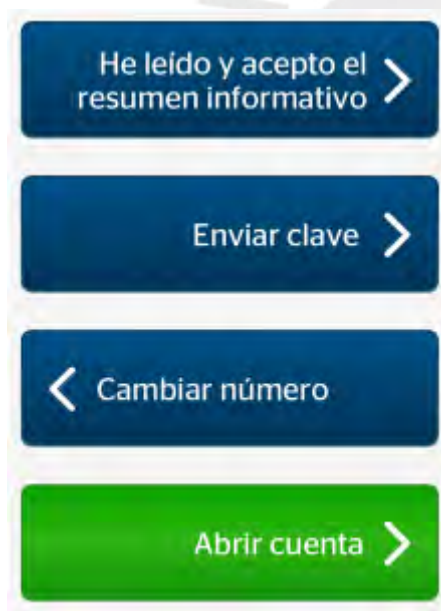 He leído y acepto el
resumen informativo
Enviar clave
Cambiar número
Abrir cuenta